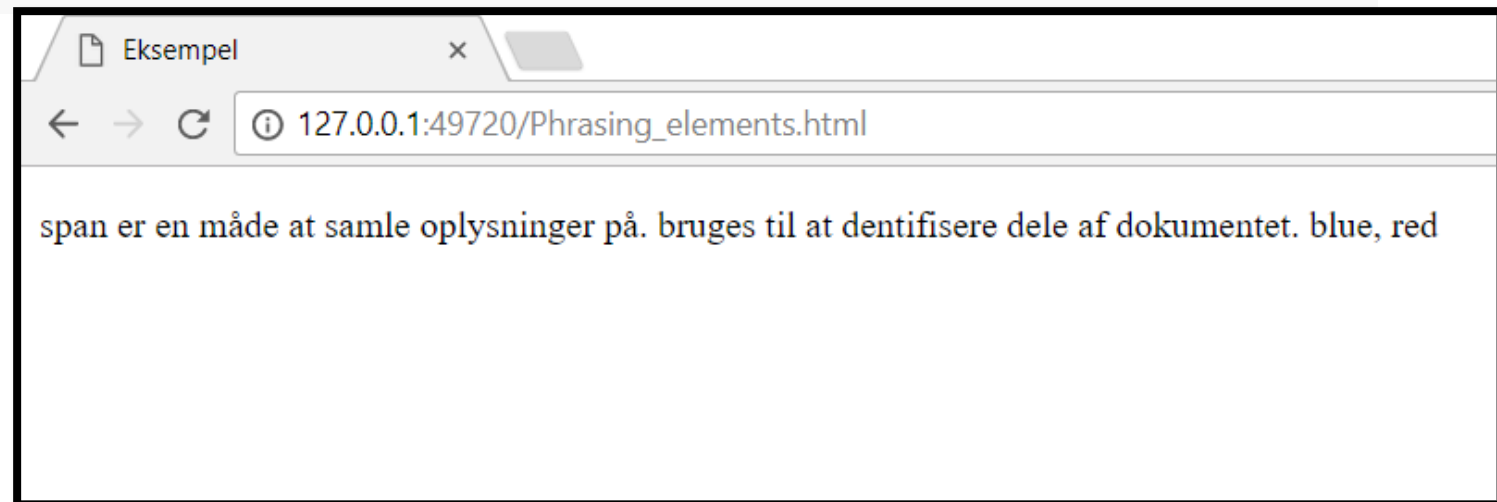 Eksempel
127.0.0.1:49720/Phrasing_elements.html
span er en måde at samle oplysninger på. bruges til at dentifisere dele af dokumentet. blue, red